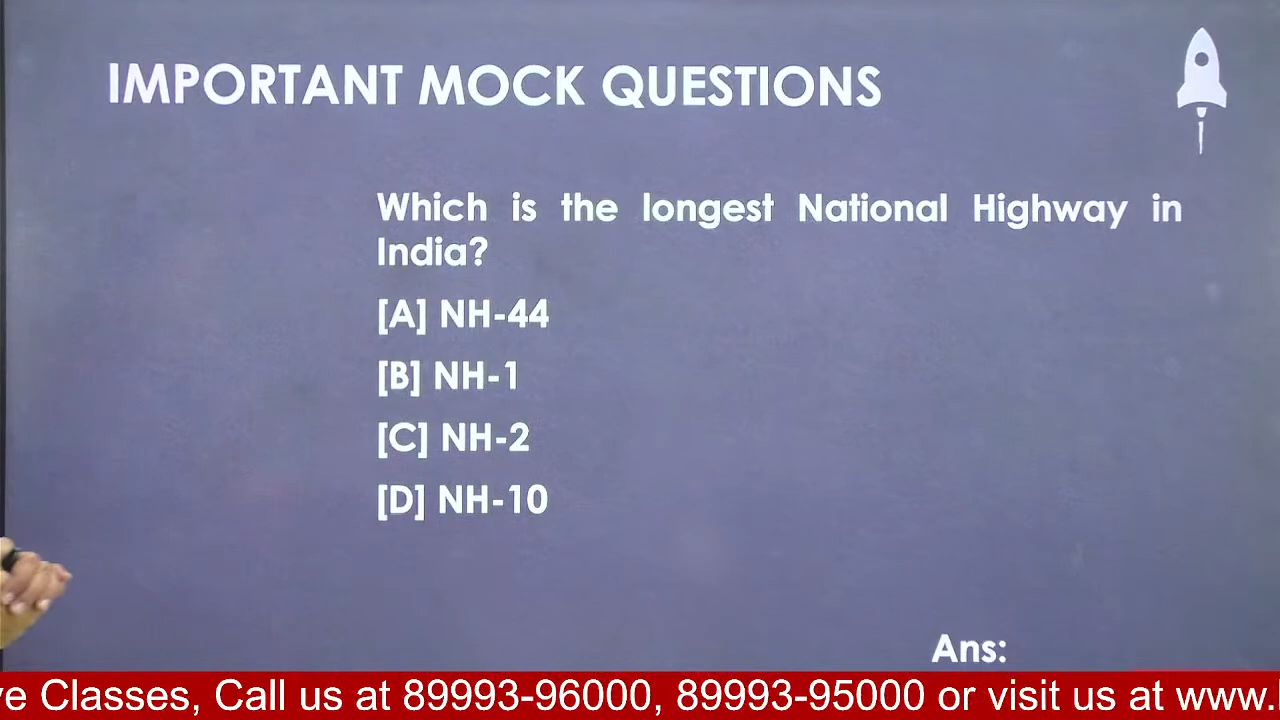 IMPORTANT MOCK QUESTIONS
Which is the longest National Highway in
India?
[A] NH-44
[B] NH-1
[C] NH-2
[D] NH-10
Ans:
Classes, Call us at 89993-96000, 89993-95000 or visit us at www.